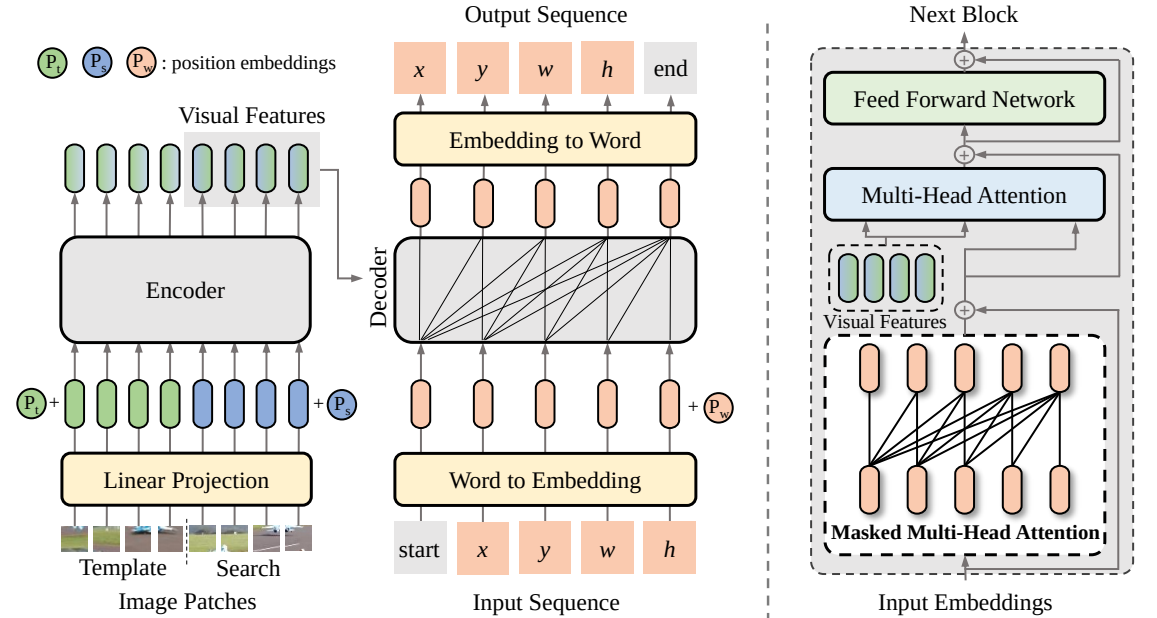 Output Sequence
P_t P_s P_w : position embeddings
x y w h end
Visual Features
Embedding to Word
Encoder
Decoder
P_t + + P_s
+ P_w
Linear Projection
Word to Embedding
start x y w h
Template Search
Image Patches
Input Sequence
Next Block
+
Feed Forward Network
+
Multi-Head Attention
Visual Features
+
Masked Multi-Head Attention
Input Embeddings